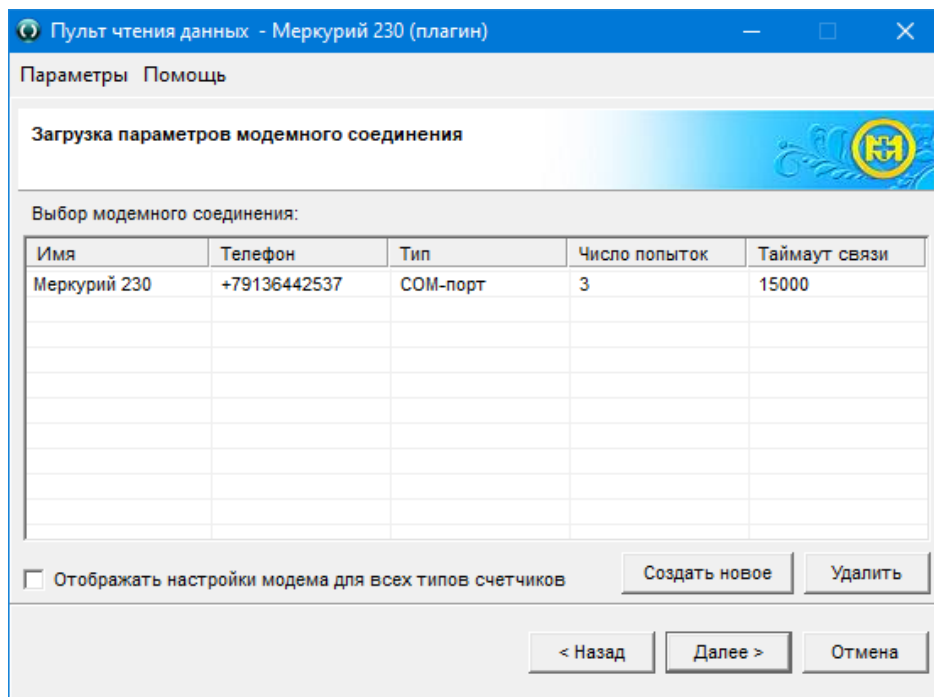 Пульт чтения данных - Меркурий 230 (плагин)
Параметры Помощь
Загрузка параметров модемного соединения
Выбор модемного соединения:
Имя Телефон Тип Число попыток Таймаут связи
Меркурий 230 +79136442537 COM-порт 3 15000
Отображать настройки модема для всех типов счетчиков Создать новое Удалить
< Назад Далее > Отмена